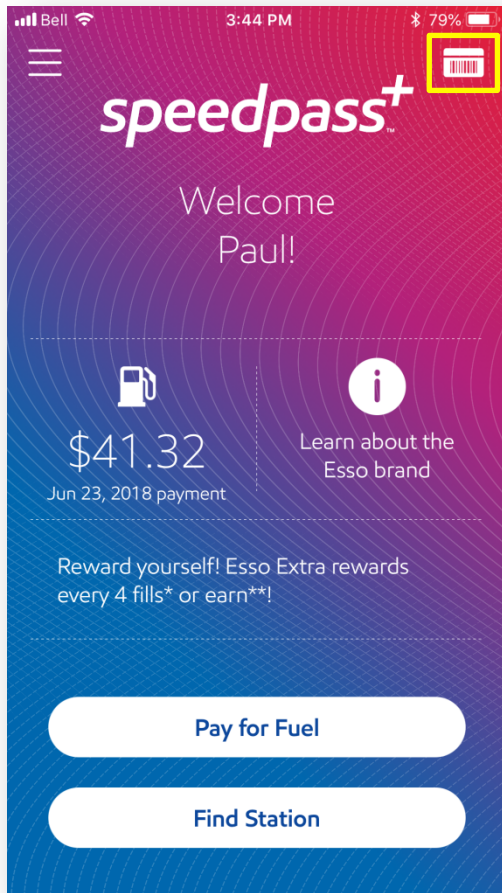 Bell 3:44 PM 79%
speedpass+™
Welcome
Paul!
$41.32
Jun 23, 2018 payment
i
Learn about the
Esso brand
Reward yourself! Esso Extra rewards
every 4 fills* or earn**!
Pay for Fuel
Find Station